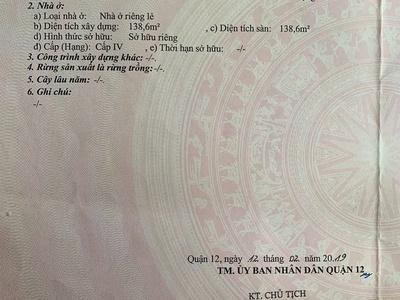 2. Nhà ở:
a) Loại nhà ở: Nhà ở riêng lẻ
b) Diện tích xây dựng: 138,6m² , c) Diện tích sàn: 138,6m²
d) Hình thức sở hữu: Sở hữu riêng
đ) Cấp (Hạng): Cấp IV , e) Thời hạn sở hữu: -/-
3. Công trình xây dựng khác: -/-.
4. Rừng sản xuất là rừng trồng: -/-.
5. Cây lâu năm: -/-
6. Ghi chú:
-/-
Quận 12, ngày 12 tháng 02 năm 2019
TM. ỦY BAN NHÂN DÂN QUẬN 12
KT. CHỦ TỊCH